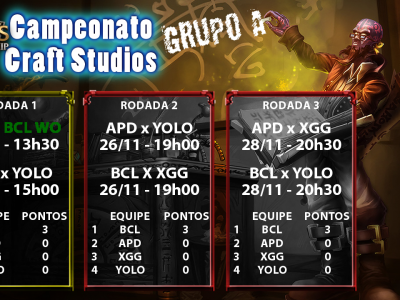 Campeonato
Craft Studios
GRUPO A
RODADA 1
BCL WO
- 13h30
x YOLO
- 15h00
PONTOS
3
0
0
0
RODADA 2
APD x YOLO
26/11 - 19h00
BCL X XGG
26/11 - 19h00
EQUIPE PONTOS
1 BCL 3
2 APD 0
3 XGG 0
4 YOLO 0
RODADA 3
APD x XGG
28/11 - 20h30
BCL x YOLO
28/11 - 20h30
EQUIPE PONTOS
1 BCL 3
2 APD 0
3 XGG 0
4 YOLO 0